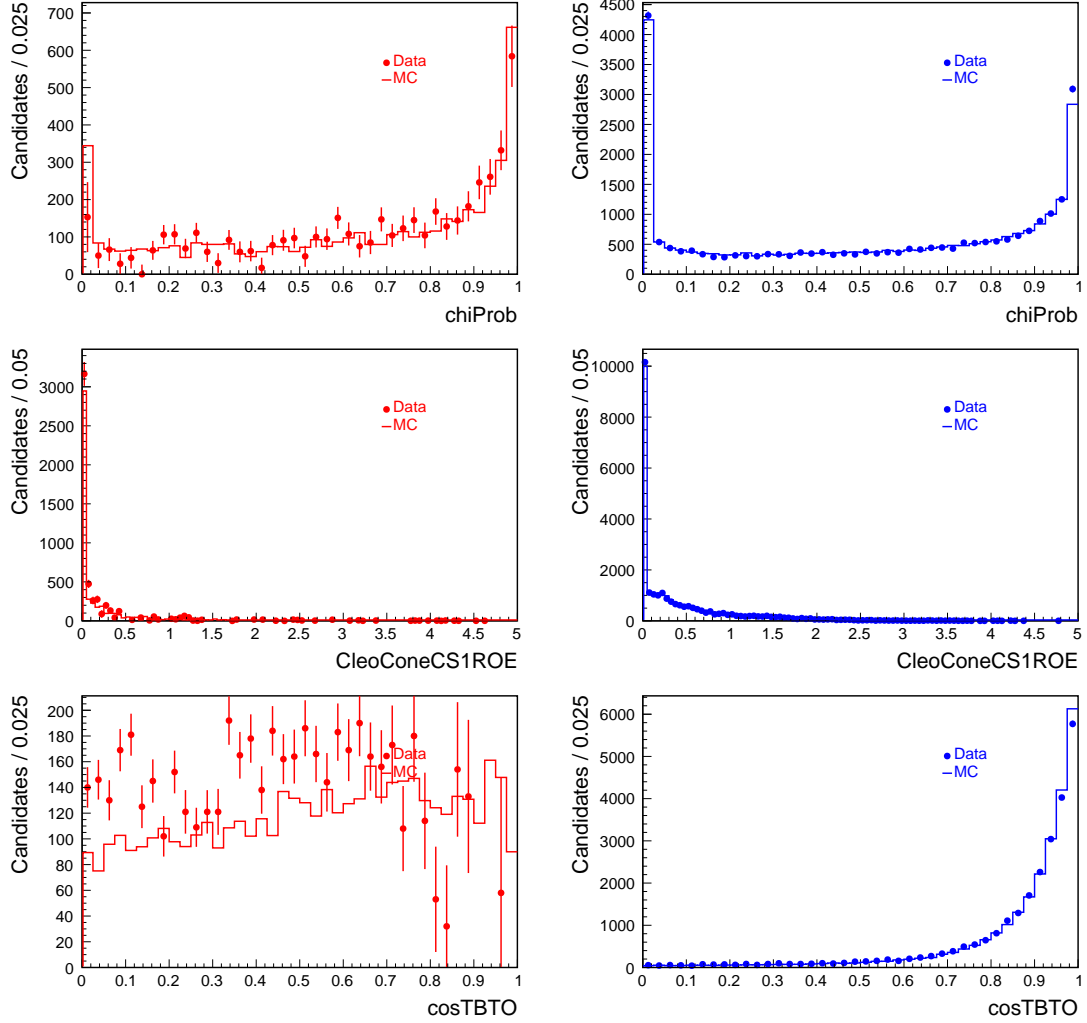 Candidates / 0.025
700
600
500
400
300
200
100
0
Data
MC
0 0.1 0.2 0.3 0.4 0.5 0.6 0.7 0.8 0.9 1
chiProb
Candidates / 0.025
4500
4000
3500
3000
2500
2000
1500
1000
500
0
Data
MC
0.1 0.2 0.3 0.4 0.5 0.6 0.7 0.8 0.9 1
chiProb
Candidates / 0.05
3000
2500
2000
1500
1000
500
0
Data
MC
0 0.5 1 1.5 2 2.5 3 3.5 4 4.5 5
CleoConeCS1ROE
Candidates / 0.05
10000
8000
6000
4000
2000
0
Data
MC
0 0.5 1 1.5 2 2.5 3 3.5 4 4.5 5
CleoConeCS1ROE
Candidates / 0.025
200
180
160
140
120
100
80
60
40
20
0
Data
MC
0 0.1 0.2 0.3 0.4 0.5 0.6 0.7 0.8 0.9 1
cosTBTO
Candidates / 0.025
6000
5000
4000
3000
2000
1000
0
Data
MC
0 0.1 0.2 0.3 0.4 0.5 0.6 0.7 0.8 0.9 1
cosTBTO